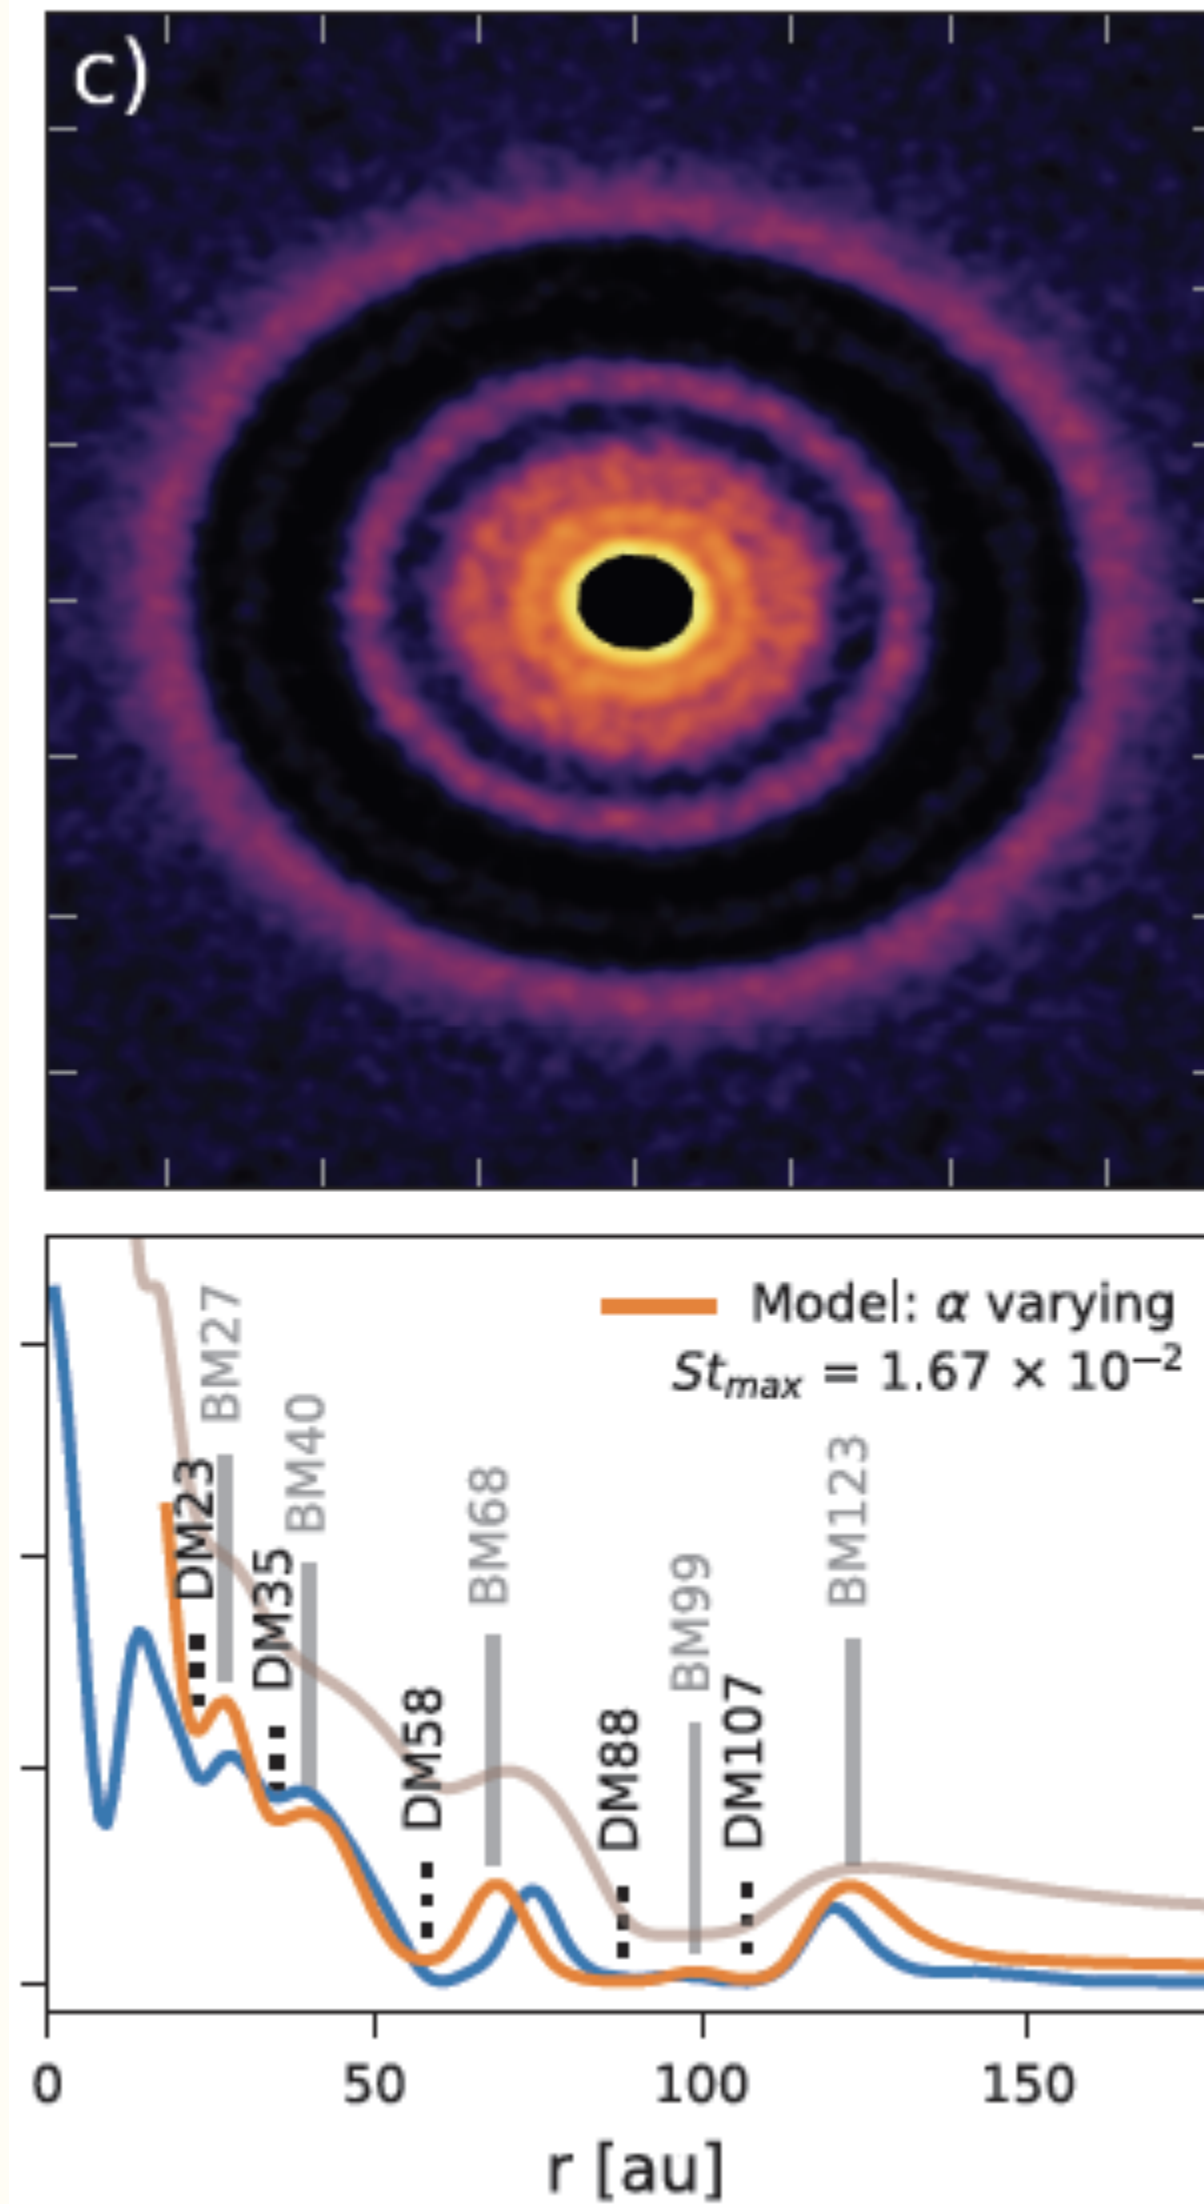 c)
Model: α varying
St_max = 1.67 × 10⁻²
BM27
BM40
DM23
DM35
BM68
BM99
BM123
DM58
DM88
DM107
0 50 100 150
r [au]